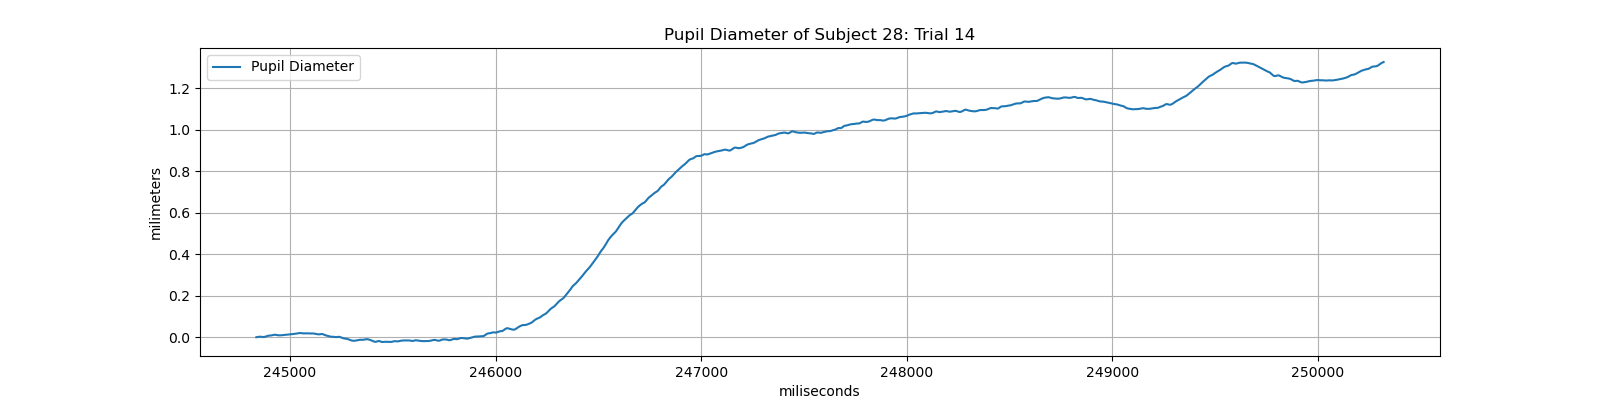 Pupil Diameter of Subject 28: Trial 14
Pupil Diameter
milimeters
1.2
1.0
0.8
0.6
0.4
0.2
0.0
245000 246000 247000 248000 249000 250000
miliseconds